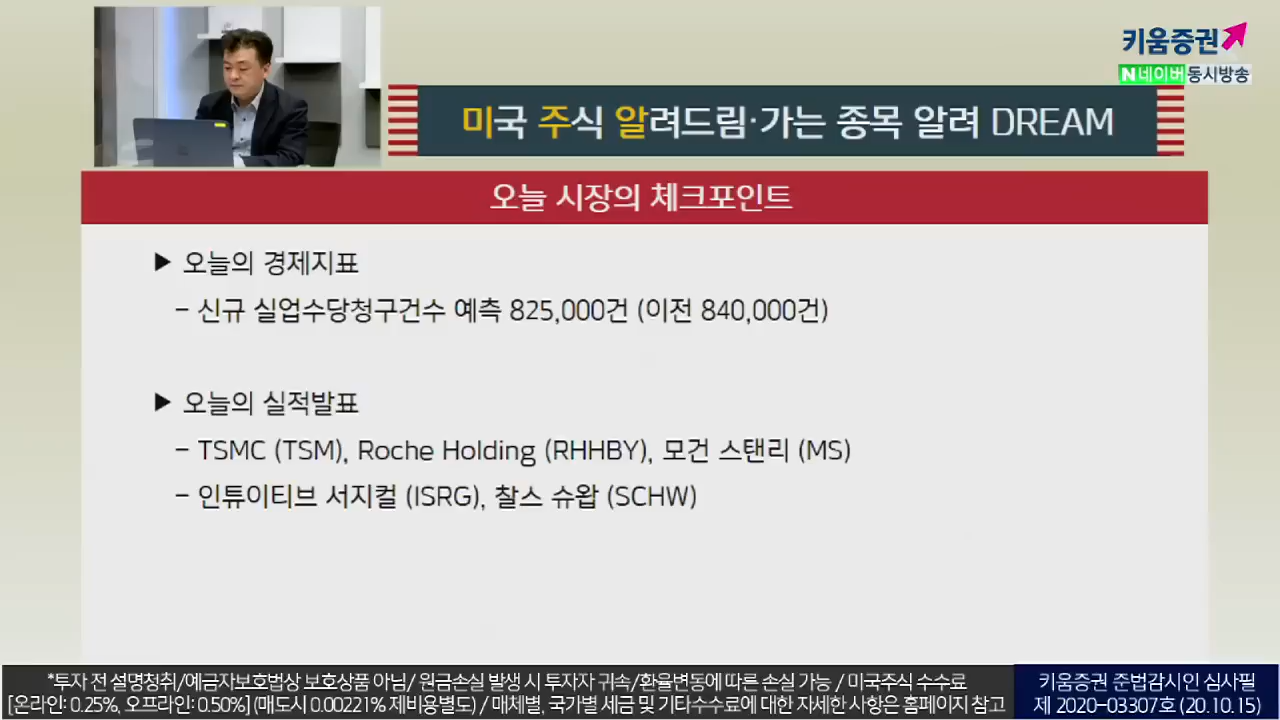 키움증권
N 네이버 동시방송
미국 주식 알려드림·가는 종목 알려 DREAM
오늘 시장의 체크포인트
▶ 오늘의 경제지표
- 신규 실업수당청구건수 예측 825,000건 (이전 840,000건)
▶ 오늘의 실적발표
- TSMC (TSM), Roche Holding (RHHBY), 모건 스탠리 (MS)
- 인튜이티브 서지컬 (ISRG), 찰스 슈왑 (SCHW)
*투자 전 설명청취/예금자보호법상 보호상품 아님/ 원금손실 발생 시 투자자 귀속/환율변동에 따른 손실 가능 / 미국주식 수수료
[온라인: 0.25%, 오프라인: 0.50%] (매도시 0.00221% 제비용별도) / 매체별, 국가별 세금 및 기타수수료에 대한 자세한 사항은 홈페이지 참고
키움증권 준법감시인 심사필
제 2020-03307호 (20.10.15)